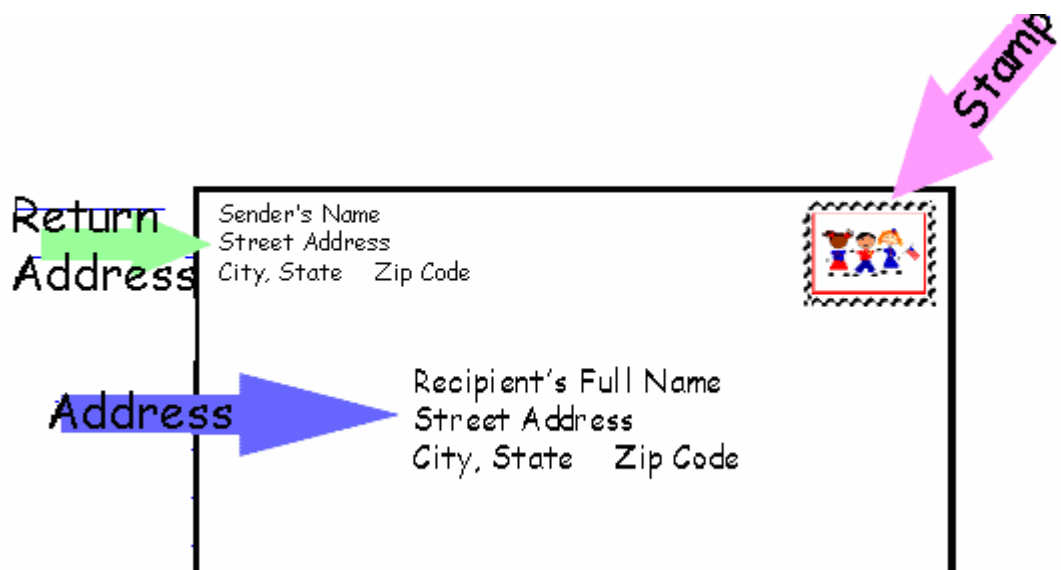 Stamp
Return
Address
Sender's Name
Street Address
City, State Zip Code
Address
Recipient's Full Name
Street Address
City, State Zip Code